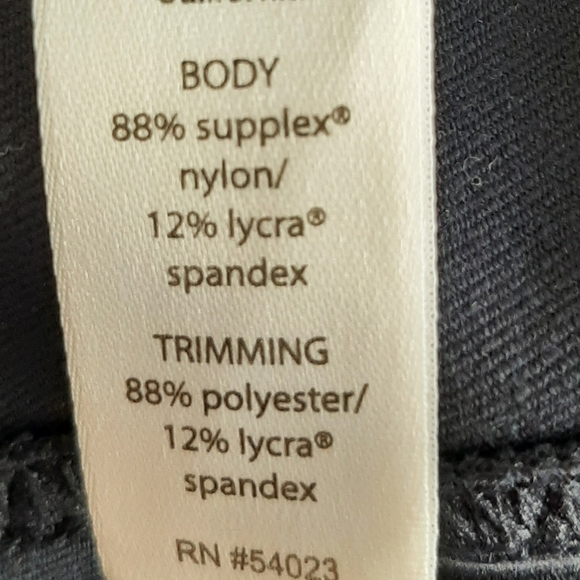 BODY
88% supplex®
nylon/
12% lycra®
spandex
TRIMMING
88% polyester/
12% lycra®
spandex
RN #54023